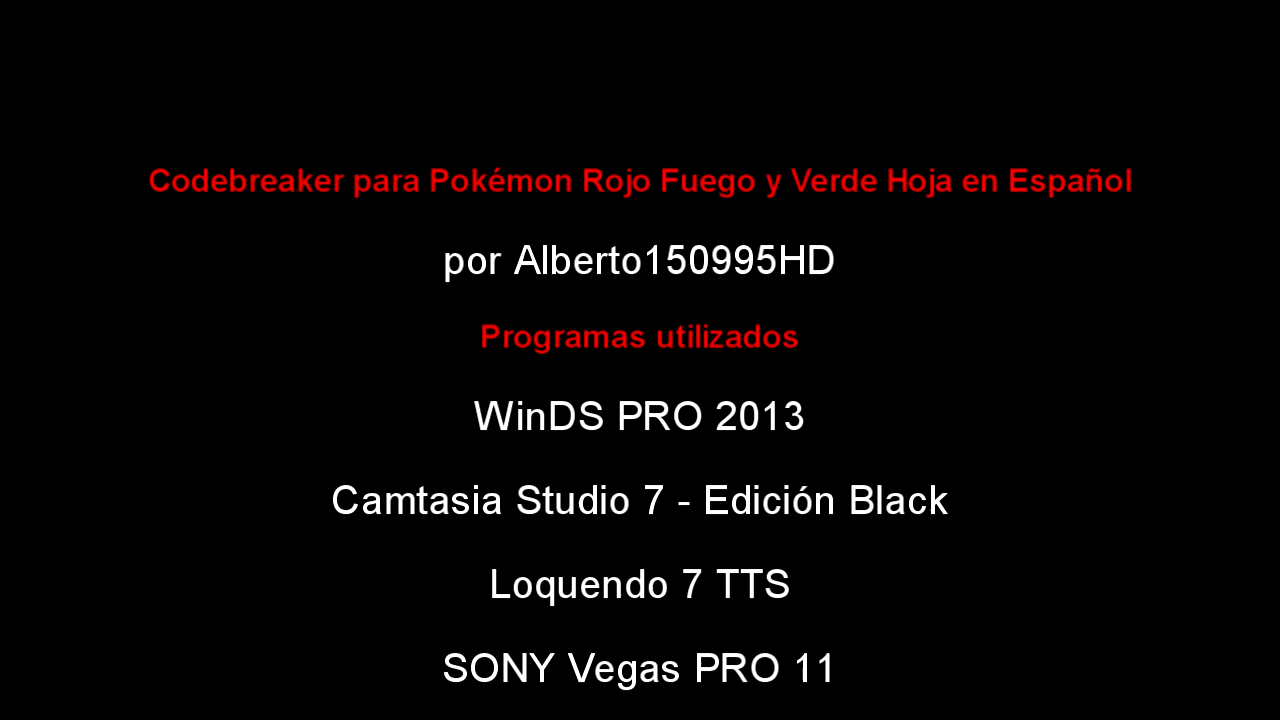 Codebreaker para Pokémon Rojo Fuego y Verde Hoja en Español
por Alberto150995HD
Programas utilizados
WinDS PRO 2013
Camtasia Studio 7 - Edición Black
Loquendo 7 TTS
SONY Vegas PRO 11